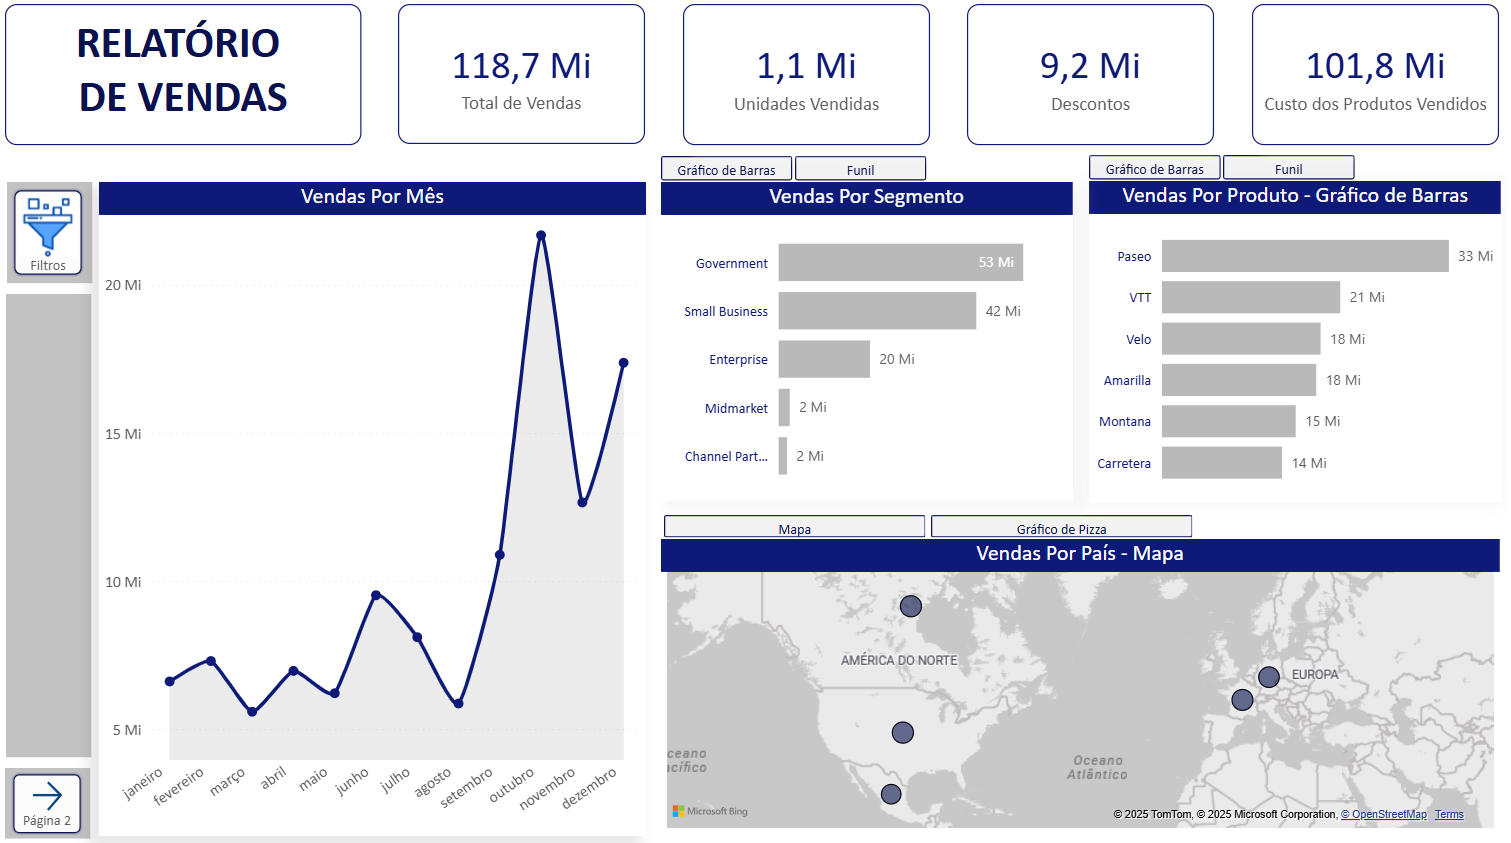 RELATÓRIO
DE VENDAS
118,7 Mi
Total de Vendas
1,1 Mi
Unidades Vendidas
9,2 Mi
Descontos
101,8 Mi
Custo dos Produtos Vendidos
Filtros
Página 2
Vendas Por Mês
20 Mi
15 Mi
10 Mi
5 Mi
janeiro
fevereiro
março
abril
maio
junho
julho
agosto
setembro
outubro
novembro
dezembro
Gráfico de Barras
Funil
Vendas Por Segmento
Government
53 Mi
Small Business
42 Mi
Enterprise
20 Mi
Midmarket
2 Mi
Channel Part...
2 Mi
Gráfico de Barras
Funil
Vendas Por Produto - Gráfico de Barras
Paseo
33 Mi
VTT
21 Mi
Velo
18 Mi
Amarilla
18 Mi
Montana
15 Mi
Carretera
14 Mi
Mapa
Gráfico de Pizza
Vendas Por País - Mapa
AMÉRICA DO NORTE
EUROPA
ceano
acífico
Oceano
Atlântico
Microsoft Bing
© 2025 TomTom, © 2025 Microsoft Corporation, © OpenStreetMap Terms